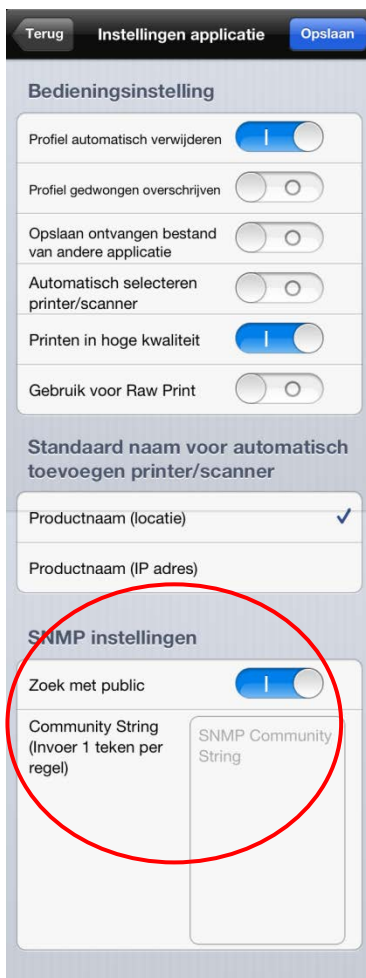 Terug
Instellingen applicatie
Opslaan
Bedieningsinstelling
Profiel automatisch verwijderen
Profiel gedwongen overschrijven
Opslaan ontvangen bestand
van andere applicatie
Automatisch selecteren
printer/scanner
Printen in hoge kwaliteit
Gebruik voor Raw Print
Standaard naam voor automatisch
toevoegen printer/scanner
Productnaam (locatie)
Productnaam (IP adres)
SNMP instellingen
Zoek met public
Community String
(Invoer 1 teken per
regel)
SNMP Community
String